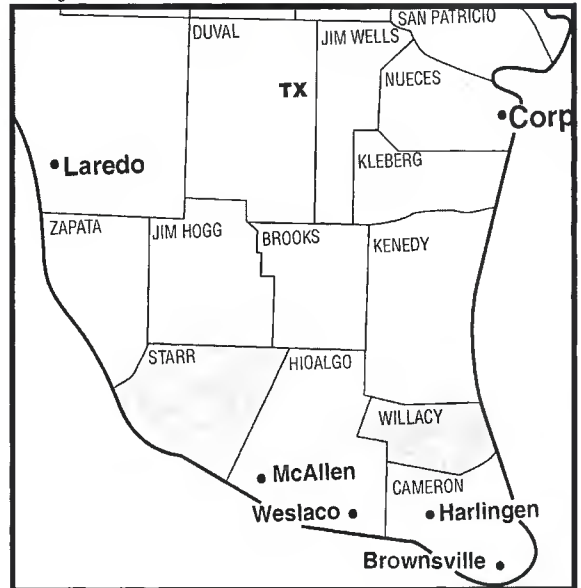 SAN PATRICIO
DUVAL
JIM WELLS
NUECES
TX
•Corp
• Laredo
KLEBERG
ZAPATA
JIM HOGG
BROOKS
KENEDY
STARR
HIOALGO
WILLACY
• McAllen
CAMERON
Weslaco •
• Harlingen
Brownsville •